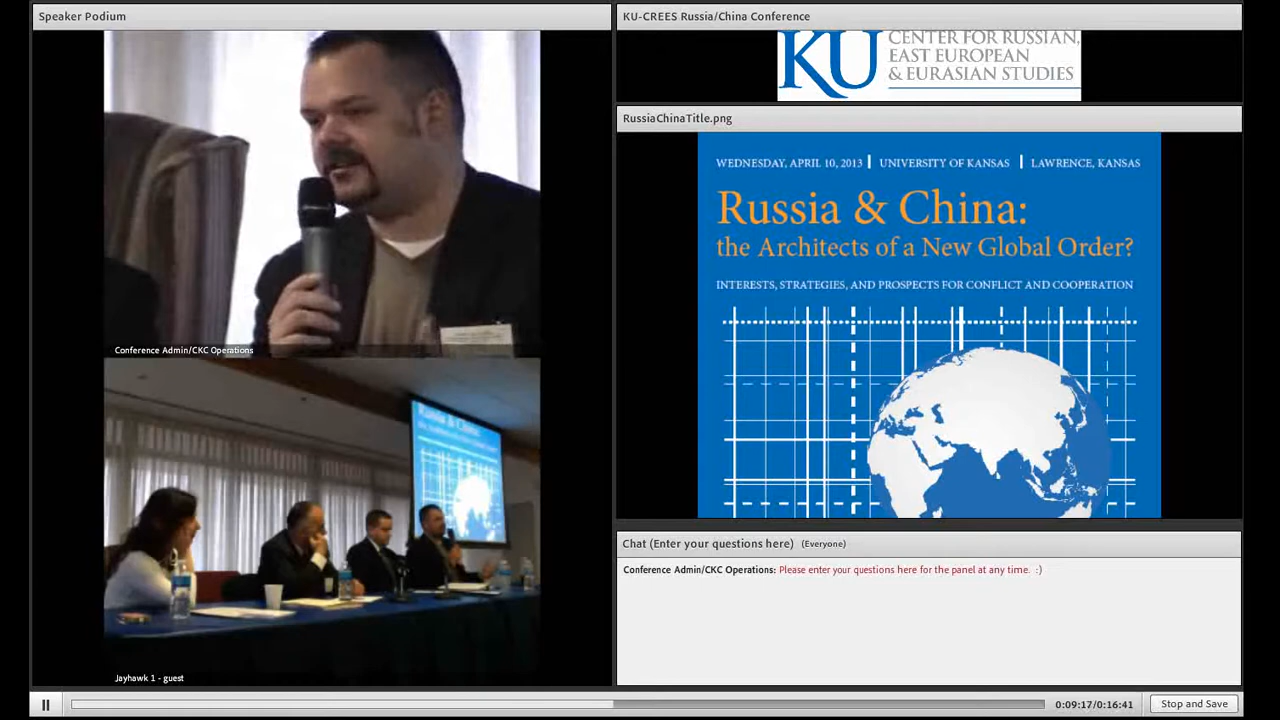 Speaker Podium
Conference Admin/CKC Operations
Russia & China:
Jayhawk 1 - guest
KU-CREES Russia/China Conference
KU CENTER FOR RUSSIAN,
EAST EUROPEAN
& EURASIAN STUDIES
RussiaChinaTitle.png
WEDNESDAY, APRIL 10, 2013 | UNIVERSITY OF KANSAS | LAWRENCE, KANSAS
Russia & China:
the Architects of a New Global Order?
INTERESTS, STRATEGIES, AND PROSPECTS FOR CONFLICT AND COOPERATION
Chat (Enter your questions here) (Everyone)
Conference Admin/CKC Operations: Please enter your questions here for the panel at any time. :)
0:09:17/0:16:41
Stop and Save